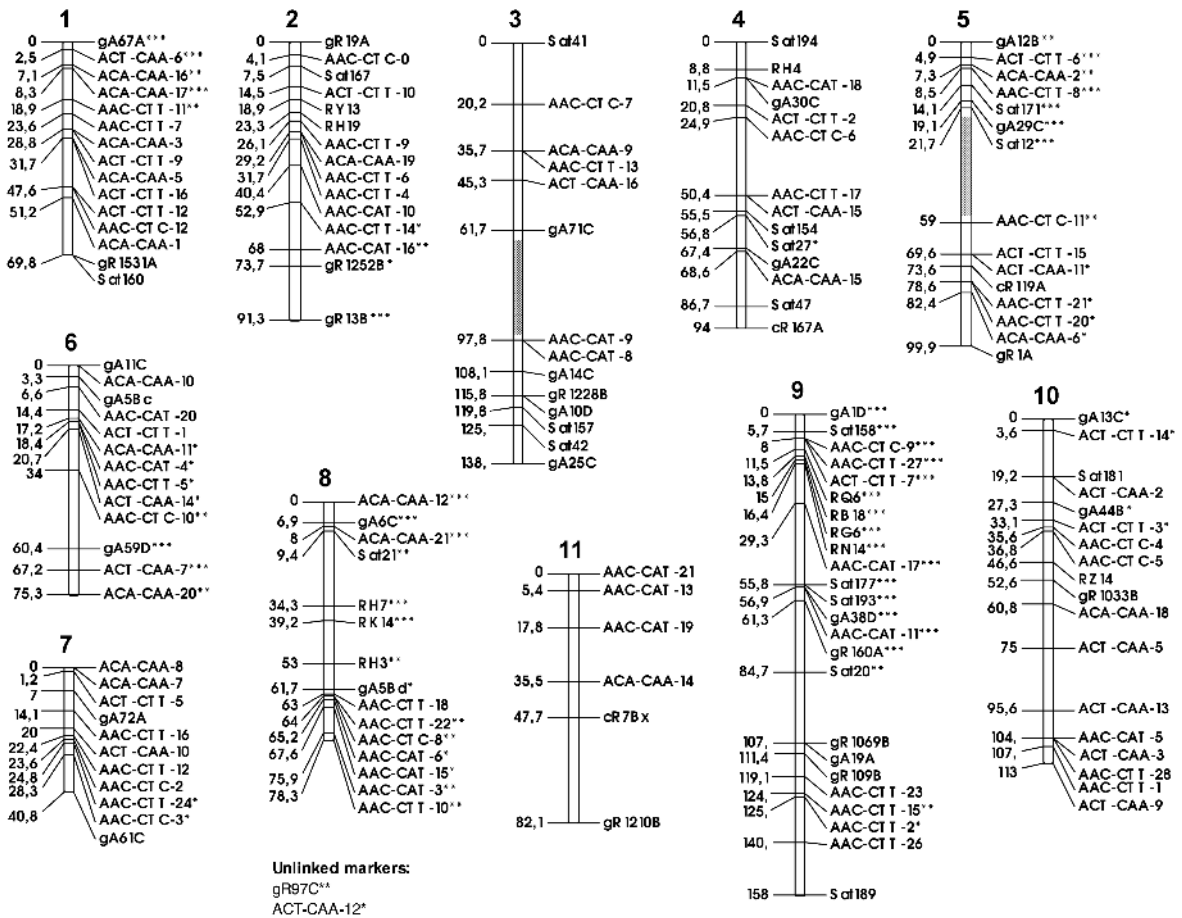 1
0 gA67A***
2,5 ACT-CAA-6***
7,1 ACA-CAA-16**
8,3 ACA-CAA-17***
18,9 AAC-CTT-11**
23,6 AAC-CTT-7
28,8 ACA-CAA-3
31,7 ACT-CTT-9
ACA-CAA-5
47,6 ACT-CTT-16
51,2 ACT-CTT-12
AAC-CTC-12
ACA-CAA-1
69,8 gR1531A
Sat160
2
0 gR19A
4,1 AAC-CTC-0
7,5 Sat167
14,5 ACT-CTT-10
18,9 RY13
23,3 RH19
26,1 AAC-CTT-9
29,2 ACA-CAA-19
31,7 AAC-CTT-6
40,4 AAC-CTT-4
52,9 AAC-CAT-10
AAC-CTT-14*
68 AAC-CAT-16**
73,7 gR1252B*
91,3 gR13B***
3
0 Sat41
20,2 AAC-CTC-7
35,7 ACA-CAA-9
AAC-CTT-13
45,3 ACT-CAA-16
61,7 gA71C
97,8 AAC-CAT-9
AAC-CAT-8
108,1 gA14C
115,8 gR1228B
119,8 gA10D
125, Sat157
Sat42
138, gA25C
4
0 Sat194
8,8 RH4
11,5 AAC-CAT-18
gA30C
20,8 ACT-CTT-2
24,9 AAC-CTC-6
50,4 AAC-CTT-17
55,5 ACT-CAA-15
56,8 Sat154
Sat27*
67,4 gA22C
68,6 ACA-CAA-15
86,7 Sat47
94 cR167A
5
0 gA12B**
4,9 ACT-CTT-6***
7,3 ACA-CAA-2**
8,5 AAC-CTT-8***
14,1 Sat171***
19,1 gA29C***
21,7 Sat12***
59 AAC-CTC-11**
69,6 ACT-CTT-15
73,6 ACT-CAA-11*
78,6 cR119A
82,4 AAC-CTT-21*
AAC-CTT-20*
ACA-CAA-6*
99,9 gR1A
6
0 gA11C
3,3 ACA-CAA-10
6,6 gA5Bc
14,4 AAC-CAT-20
17,2 ACT-CTT-1
18,4 ACA-CAA-11*
20,7 AAC-CAT-4*
34 AAC-CTT-5*
ACT-CAA-14*
AAC-CTC-10**
60,4 gA59D***
67,2 ACT-CAA-7***
75,3 ACA-CAA-20**
7
0 ACA-CAA-8
1,2 ACA-CAA-7
7 ACT-CTT-5
14,1 gA72A
20 AAC-CTT-16
22,4 ACT-CAA-10
23,6 AAC-CTT-12
24,8 AAC-CTC-2
28,3 AAC-CTT-24*
40,8 AAC-CTC-3*
gA61C
8
0 ACA-CAA-12***
6,9 gA6C***
8 ACA-CAA-21***
9,4 Sat21**
34,3 RH7***
39,2 RK14***
53 RH3**
61,7 gA5Bd*
63 AAC-CTT-18
64 AAC-CTT-22**
65,2 AAC-CTC-8**
67,6 AAC-CAT-6*
75,9 AAC-CAT-15*
78,3 AAC-CAT-3**
AAC-CTT-10**
11
0 AAC-CAT-21
5,4 AAC-CAT-13
17,8 AAC-CAT-19
35,5 ACA-CAA-14
47,7 cR7Bx
82,1 gR1210B
9
0 gA1D***
5,7 Sat158***
8 AAC-CTC-9***
11,5 AAC-CTT-27***
13,8 ACT-CTT-7***
15 RQ6***
16,4 RB18***
RG6***
29,3 RN14***
AAC-CAT-17***
55,8 Sat177***
56,9 Sat193***
61,3 gA38D***
AAC-CAT-11***
gR160A***
84,7 Sat20**
107, gR1069B
111,4 gA19A
119,1 gR109B
124, AAC-CTT-23
125, AAC-CTT-15**
AAC-CTT-2*
140, AAC-CTT-26
158 Sat189
10
0 gA13C*
3,6 ACT-CTT-14*
19,2 Sat181
ACT-CAA-2
27,3 gA44B*
33,1 ACT-CTT-3*
35,6 AAC-CTC-4
36,8 AAC-CTC-5
46,6 RZ14
52,6 gR1033B
60,8 ACA-CAA-18
75 ACT-CAA-5
95,6 ACT-CAA-13
104, AAC-CAT-5
107, ACT-CAA-3
113 AAC-CTT-28
AAC-CTT-1
ACT-CAA-9
Unlinked markers:
gR97C**
ACT-CAA-12*